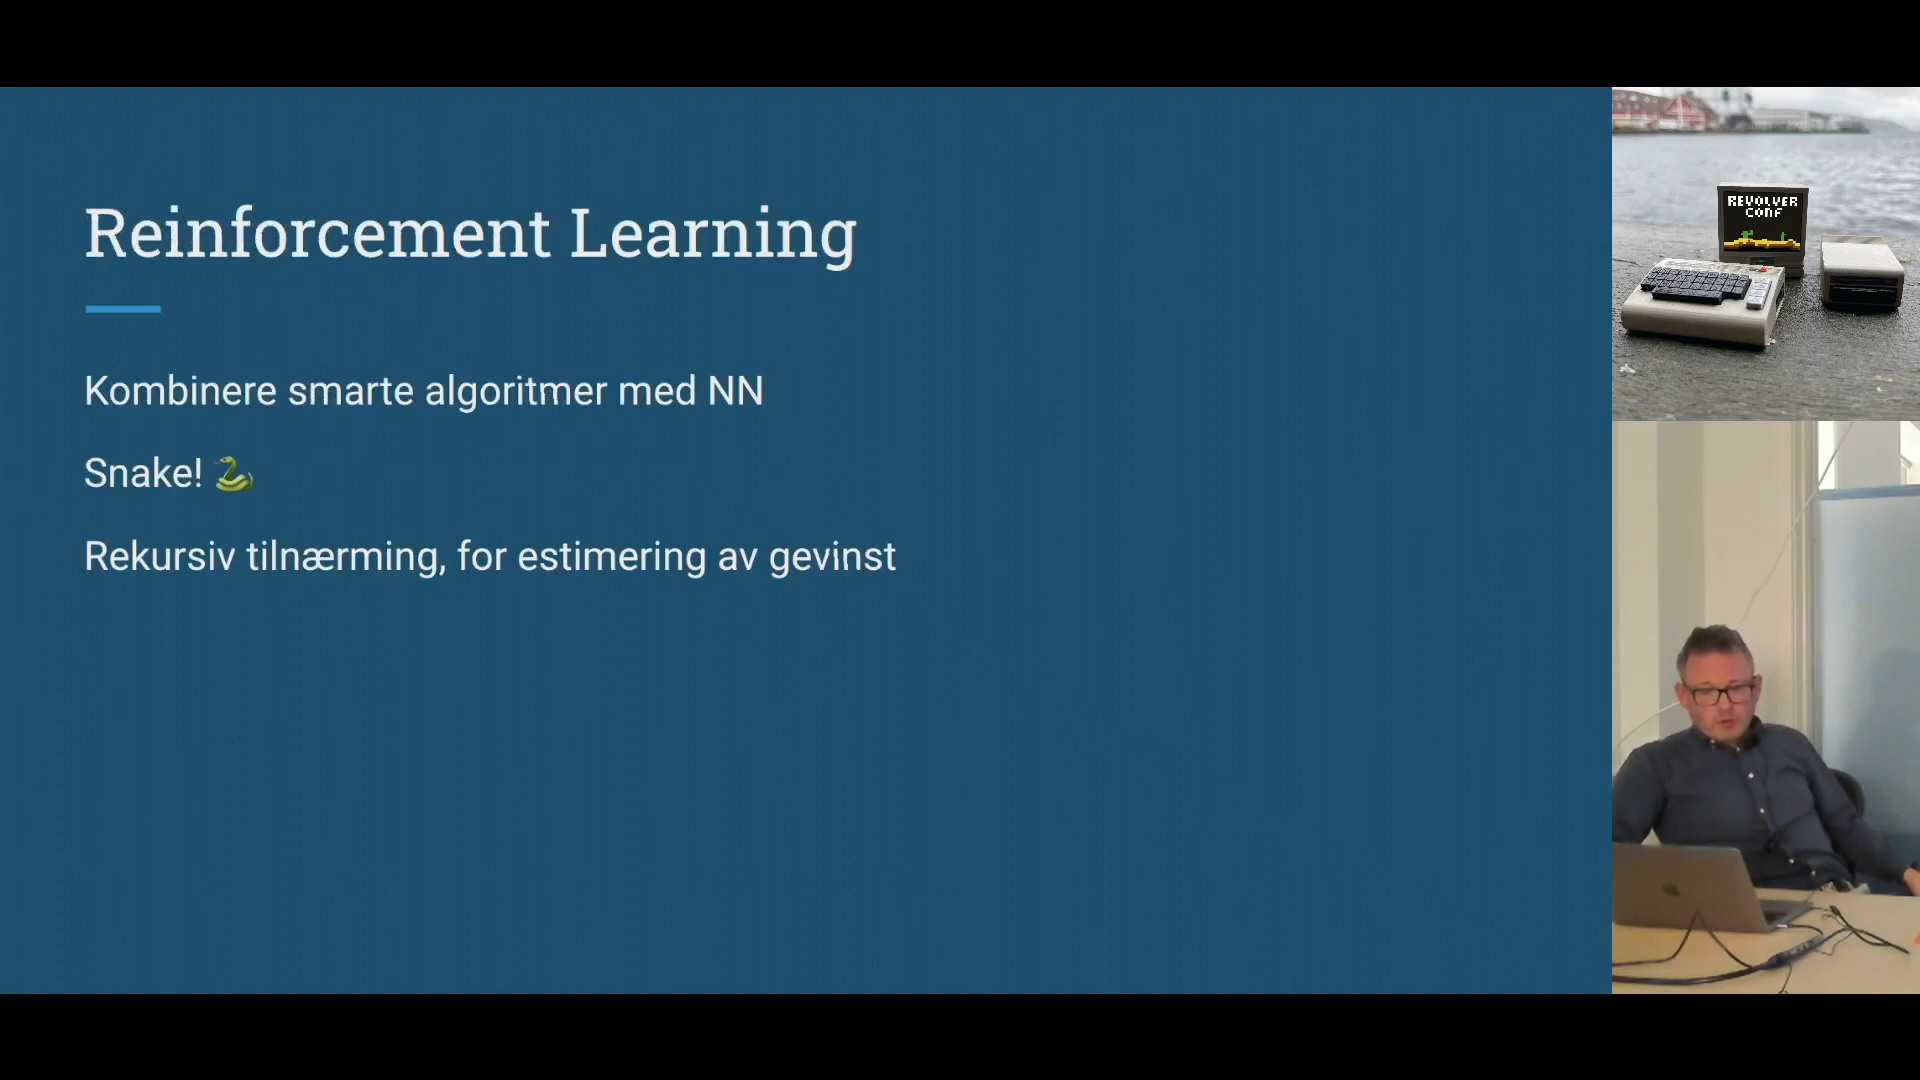 Reinforcement Learning
Kombinere smarte algoritmer med NN
Snake! 🐍
Rekursiv tilnærming, for estimering av gevinst
REVOLVER
CONF